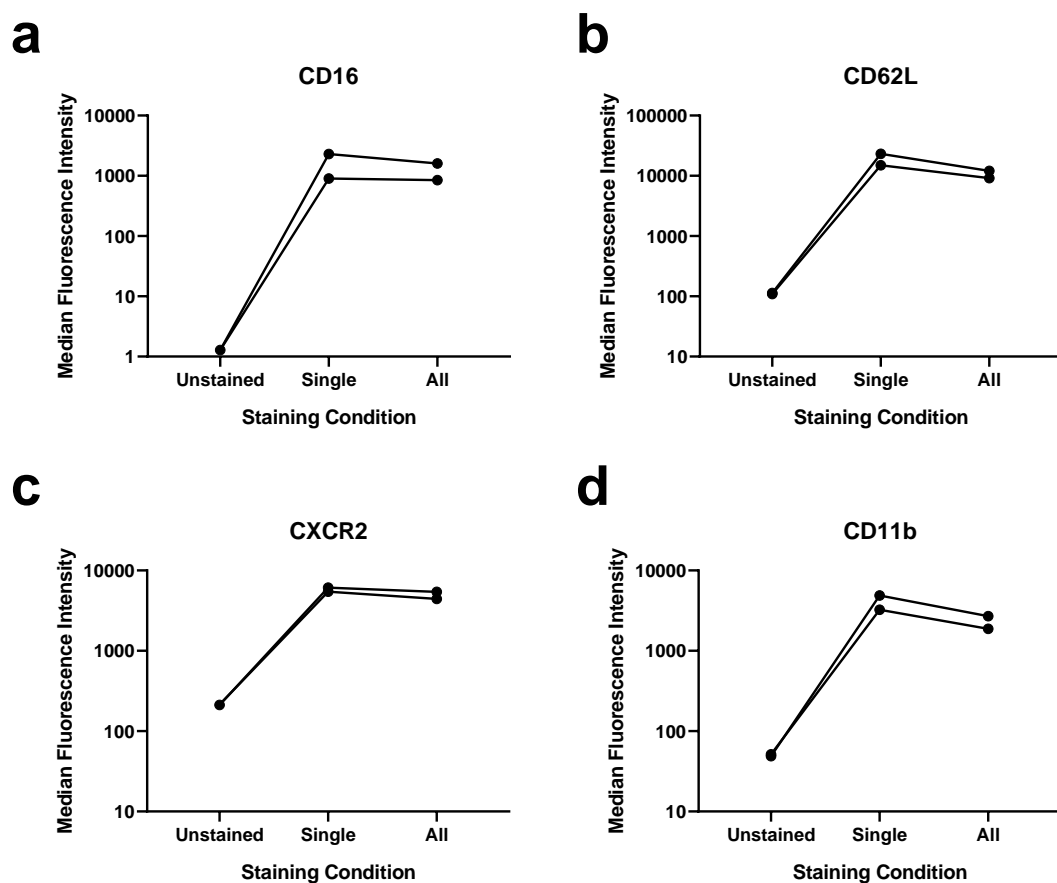 a
CD16
Median Fluorescence Intensity
10000
1000
100
10
1
Unstained Single All
Staining Condition
b
CD62L
Median Fluorescence Intensity
100000
10000
1000
100
10
Unstained Single All
Staining Condition
c
CXCR2
Median Fluorescence Intensity
10000
1000
100
10
Unstained Single All
Staining Condition
d
CD11b
Median Fluorescence Intensity
10000
1000
100
10
Unstained Single All
Staining Condition